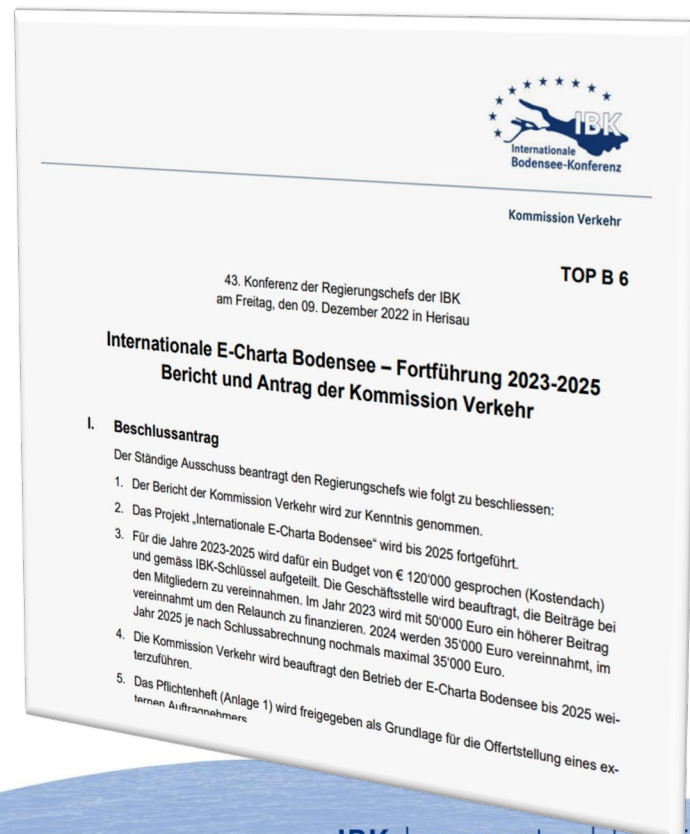 IBK
Internationale
Bodensee-Konferenz
Kommission Verkehr
TOP B 6
43. Konferenz der Regierungschefs der IBK
am Freitag, den 09. Dezember 2022 in Herisau
Internationale E-Charta Bodensee – Fortführung 2023-2025
Bericht und Antrag der Kommission Verkehr
I. Beschlussantrag
Der Ständige Ausschuss beantragt den Regierungschefs wie folgt zu beschliessen:
1. Der Bericht der Kommission Verkehr wird zur Kenntnis genommen.
2. Das Projekt „Internationale E-Charta Bodensee“ wird bis 2025 fortgeführt.
3. Für die Jahre 2023-2025 wird dafür ein Budget von € 120'000 gesprochen (Kostendach)
und gemäss IBK-Schlüssel aufgeteilt. Die Geschäftsstelle wird beauftragt, die Beiträge bei
den Mitgliedern zu vereinnahmen. Im Jahr 2023 wird mit 50'000 Euro ein höherer Beitrag
vereinnahmt um den Relaunch zu finanzieren. 2024 werden 35'000 Euro vereinnahmt, im
Jahr 2025 je nach Schlussabrechnung nochmals maximal 35'000 Euro.
4. Die Kommission Verkehr wird beauftragt den Betrieb der E-Charta Bodensee bis 2025 wei-
terzuführen.
5. Das Pflichtenheft (Anlage 1) wird freigegeben als Grundlage für die Offertstellung eines ex-
ternen Auftragnehmers
IBK